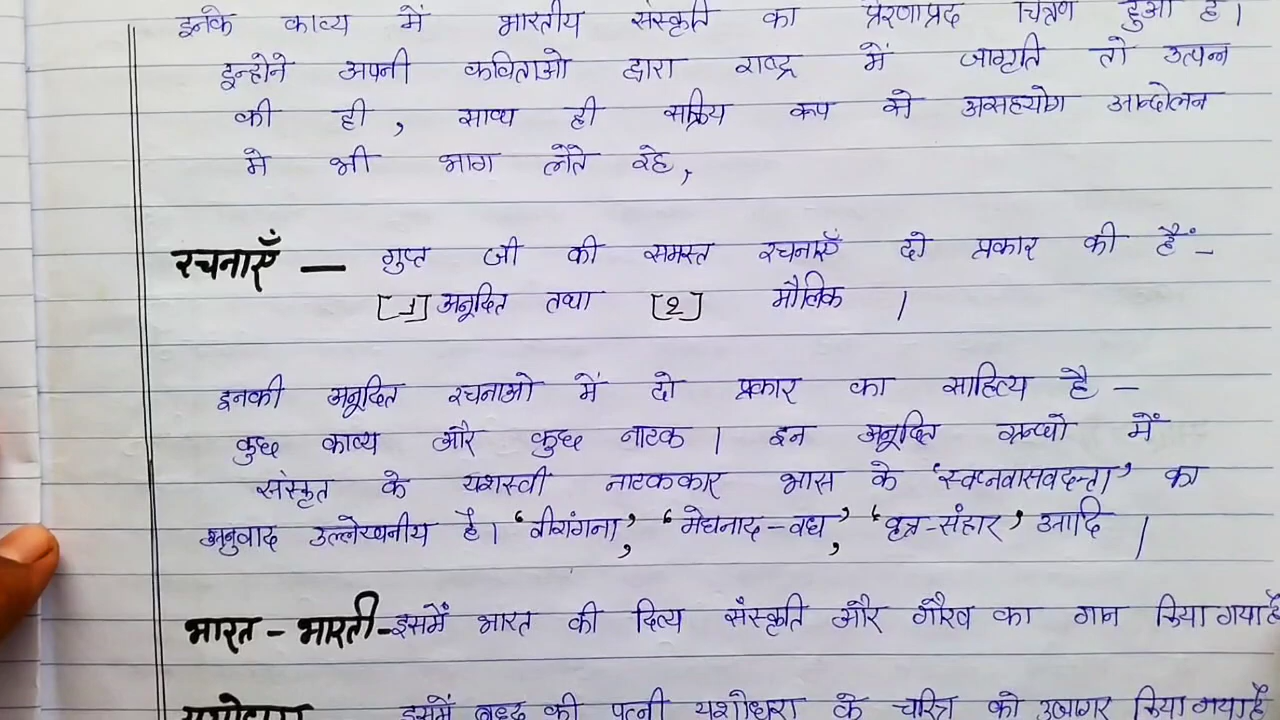 इनके काव्य में भारतीय संस्कृति का प्रेरणाप्रद चित्रण हुआ है।
इन्होने अपनी कविताओ द्वारा राष्ट्र में जागृति तो उत्पन्न
की ही , साथ ही सक्रिय रूप से असहयोग आन्दोलन
मे भी भाग लेते रहे,
रचनाएँ — गुप्त जी की समस्त रचनाएँ दो प्रकार की हैं-
[1] अनूदित तथा [2] मौलिक ।
इनकी अनूदित रचनाओ में दो प्रकार का साहित्य है -
कुछ काव्य और कुछ नाटक । इन अनूदित ग्रन्थो में
संस्कृत के यशस्वी नाटककार भास के 'स्वप्नवासवदत्ता' का
अनुवाद उल्लेखनीय है। 'वीरांगना', 'मेघनाद-वध', 'वृत्र-संहार' आदि ।
भारत - भारती - इसमें भारत की दिव्य संस्कृति और गौरव का गान किया गया है
यशोधरा इसमें बुध्द की पत्नी यशोधरा के चरित्र को उजागर किया गया है